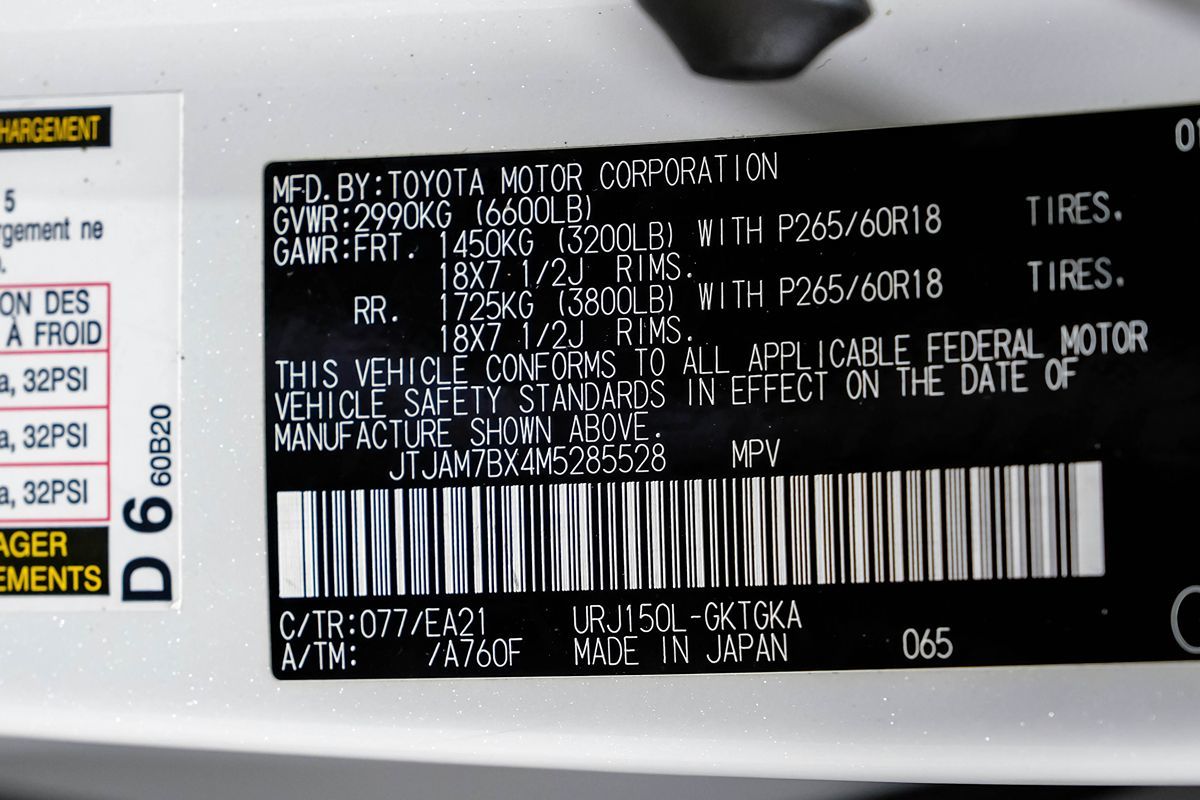 HARGEMENT
5
rgement ne
ON DES
À FROID
a, 32PSI
a, 32PSI
a, 32PSI
AGER
EMENTS
D 6 60B20
01
MFD. BY: TOYOTA MOTOR CORPORATION
GVWR: 2990KG (6600LB)
GAWR: FRT. 1450KG (3200LB) WITH P265/60R18 TIRES.
18X7 1/2J RIMS.
RR. 1725KG (3800LB) WITH P265/60R18 TIRES.
18X7 1/2J RIMS.
THIS VEHICLE CONFORMS TO ALL APPLICABLE FEDERAL MOTOR
VEHICLE SAFETY STANDARDS IN EFFECT ON THE DATE OF
MANUFACTURE SHOWN ABOVE.
JTJAM7BX4M5285528 MPV
C/TR: 077/EA21 URJ150L-GKTGKA
A/TM: /A760F MADE IN JAPAN 065